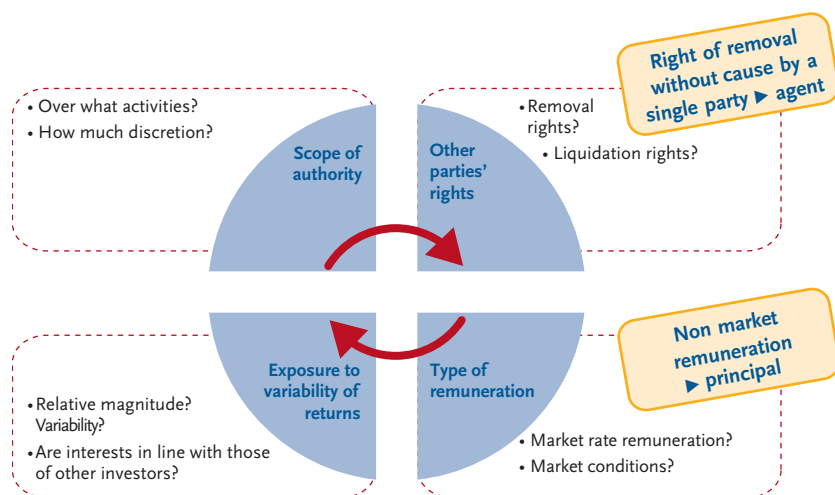 • Over what activities?
• How much discretion?
Scope of
authority
Other
parties'
rights
• Removal
rights?
• Liquidation rights?
Right of removal
without cause by a
single party ► agent
Exposure to
variability of
returns
• Relative magnitude?
Variability?
• Are interests in line with those
of other investors?
Type of
remuneration
• Market rate remuneration?
• Market conditions?
Non market
remuneration
► principal